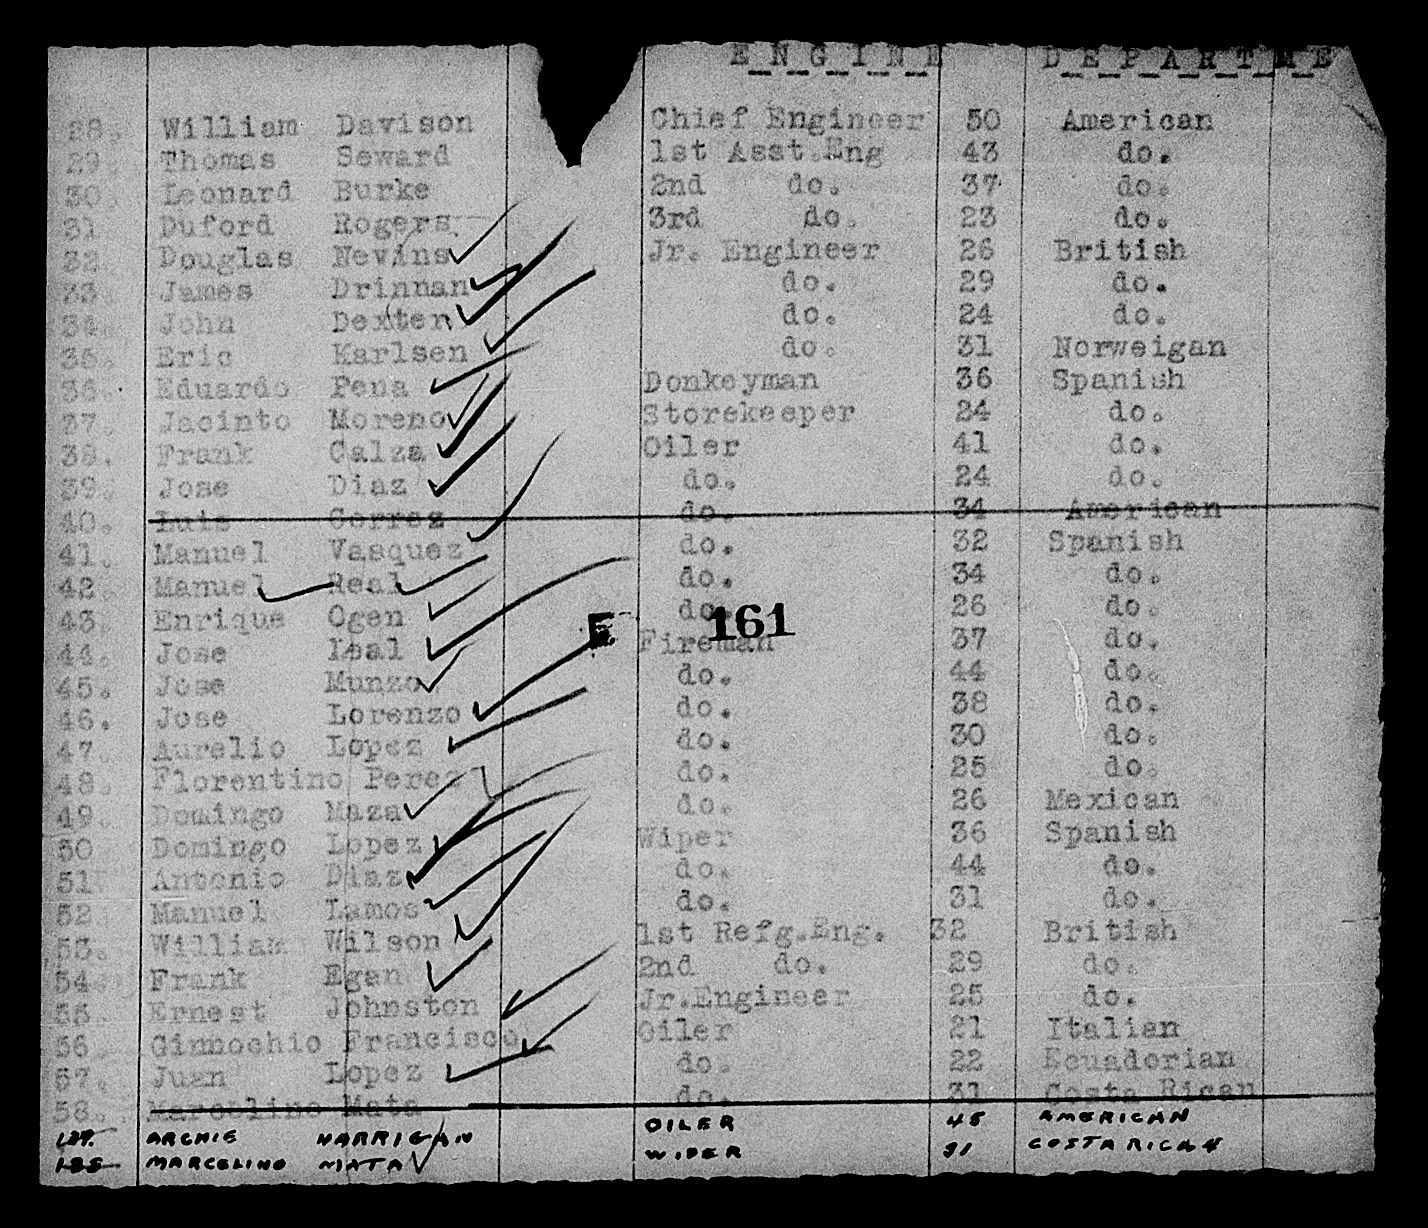 ENGINE DEPARTME
28. William Davison Chief Engineer 50 American
29. Thomas Seward 1st Asst.Eng 43 do.
30. Leonard Burke 2nd do. 37 do.
31 Duford Rogers. 3rd do. 23 do.
32 Douglas Nevins Jr. Engineer 26 British
33 James Drinnan do. 29 do.
34 John Dexter do. 24 do.
35. Eric Karlsen do. 31 Norweigan
36. Eduardo Pena Donkeyman 36 Spanish
37. Jacinto Moreno Storekeeper 24 do.
38. Frank Calza Oiler 41 do.
39. Jose Diaz do. 24 do.
40. Luis Correz do. 34 American
41. Manuel Vasquez do. 32 Spanish
42. Manuel Real do. 34 do.
43. Enrique Ogen do. 26 do.
E 161
44. Jose Leal Fireman 37 do.
45. Jose Munzo do. 44 do.
46. Jose Lorenzo do. 38 do.
47. Aurelio Lopez do. 30 do.
48. Florentino Perez do. 25 do.
49. Domingo Maza do. 26 Mexican
50 Domingo Lopez Wiper 36 Spanish
51 Antonio Diaz do. 44 do.
52 Manuel Lamos do. 31 do.
53. William Wilson 1st Refg.Eng. 32 British
54 Frank Egan 2nd do. 29 do.
55. Ernest Johnston Jr.Engineer 25 do.
56. Ginnochio Francisco Oiler 21 Italian
57. Juan Lopez do. 22 Ecuadorian
58. Marcelino Mata do. 31 Costa Rican
ARCHIE HARRIGAN OILER 45 AMERICAN
MARCELINO MATA WIPER 31 COSTA RICAN